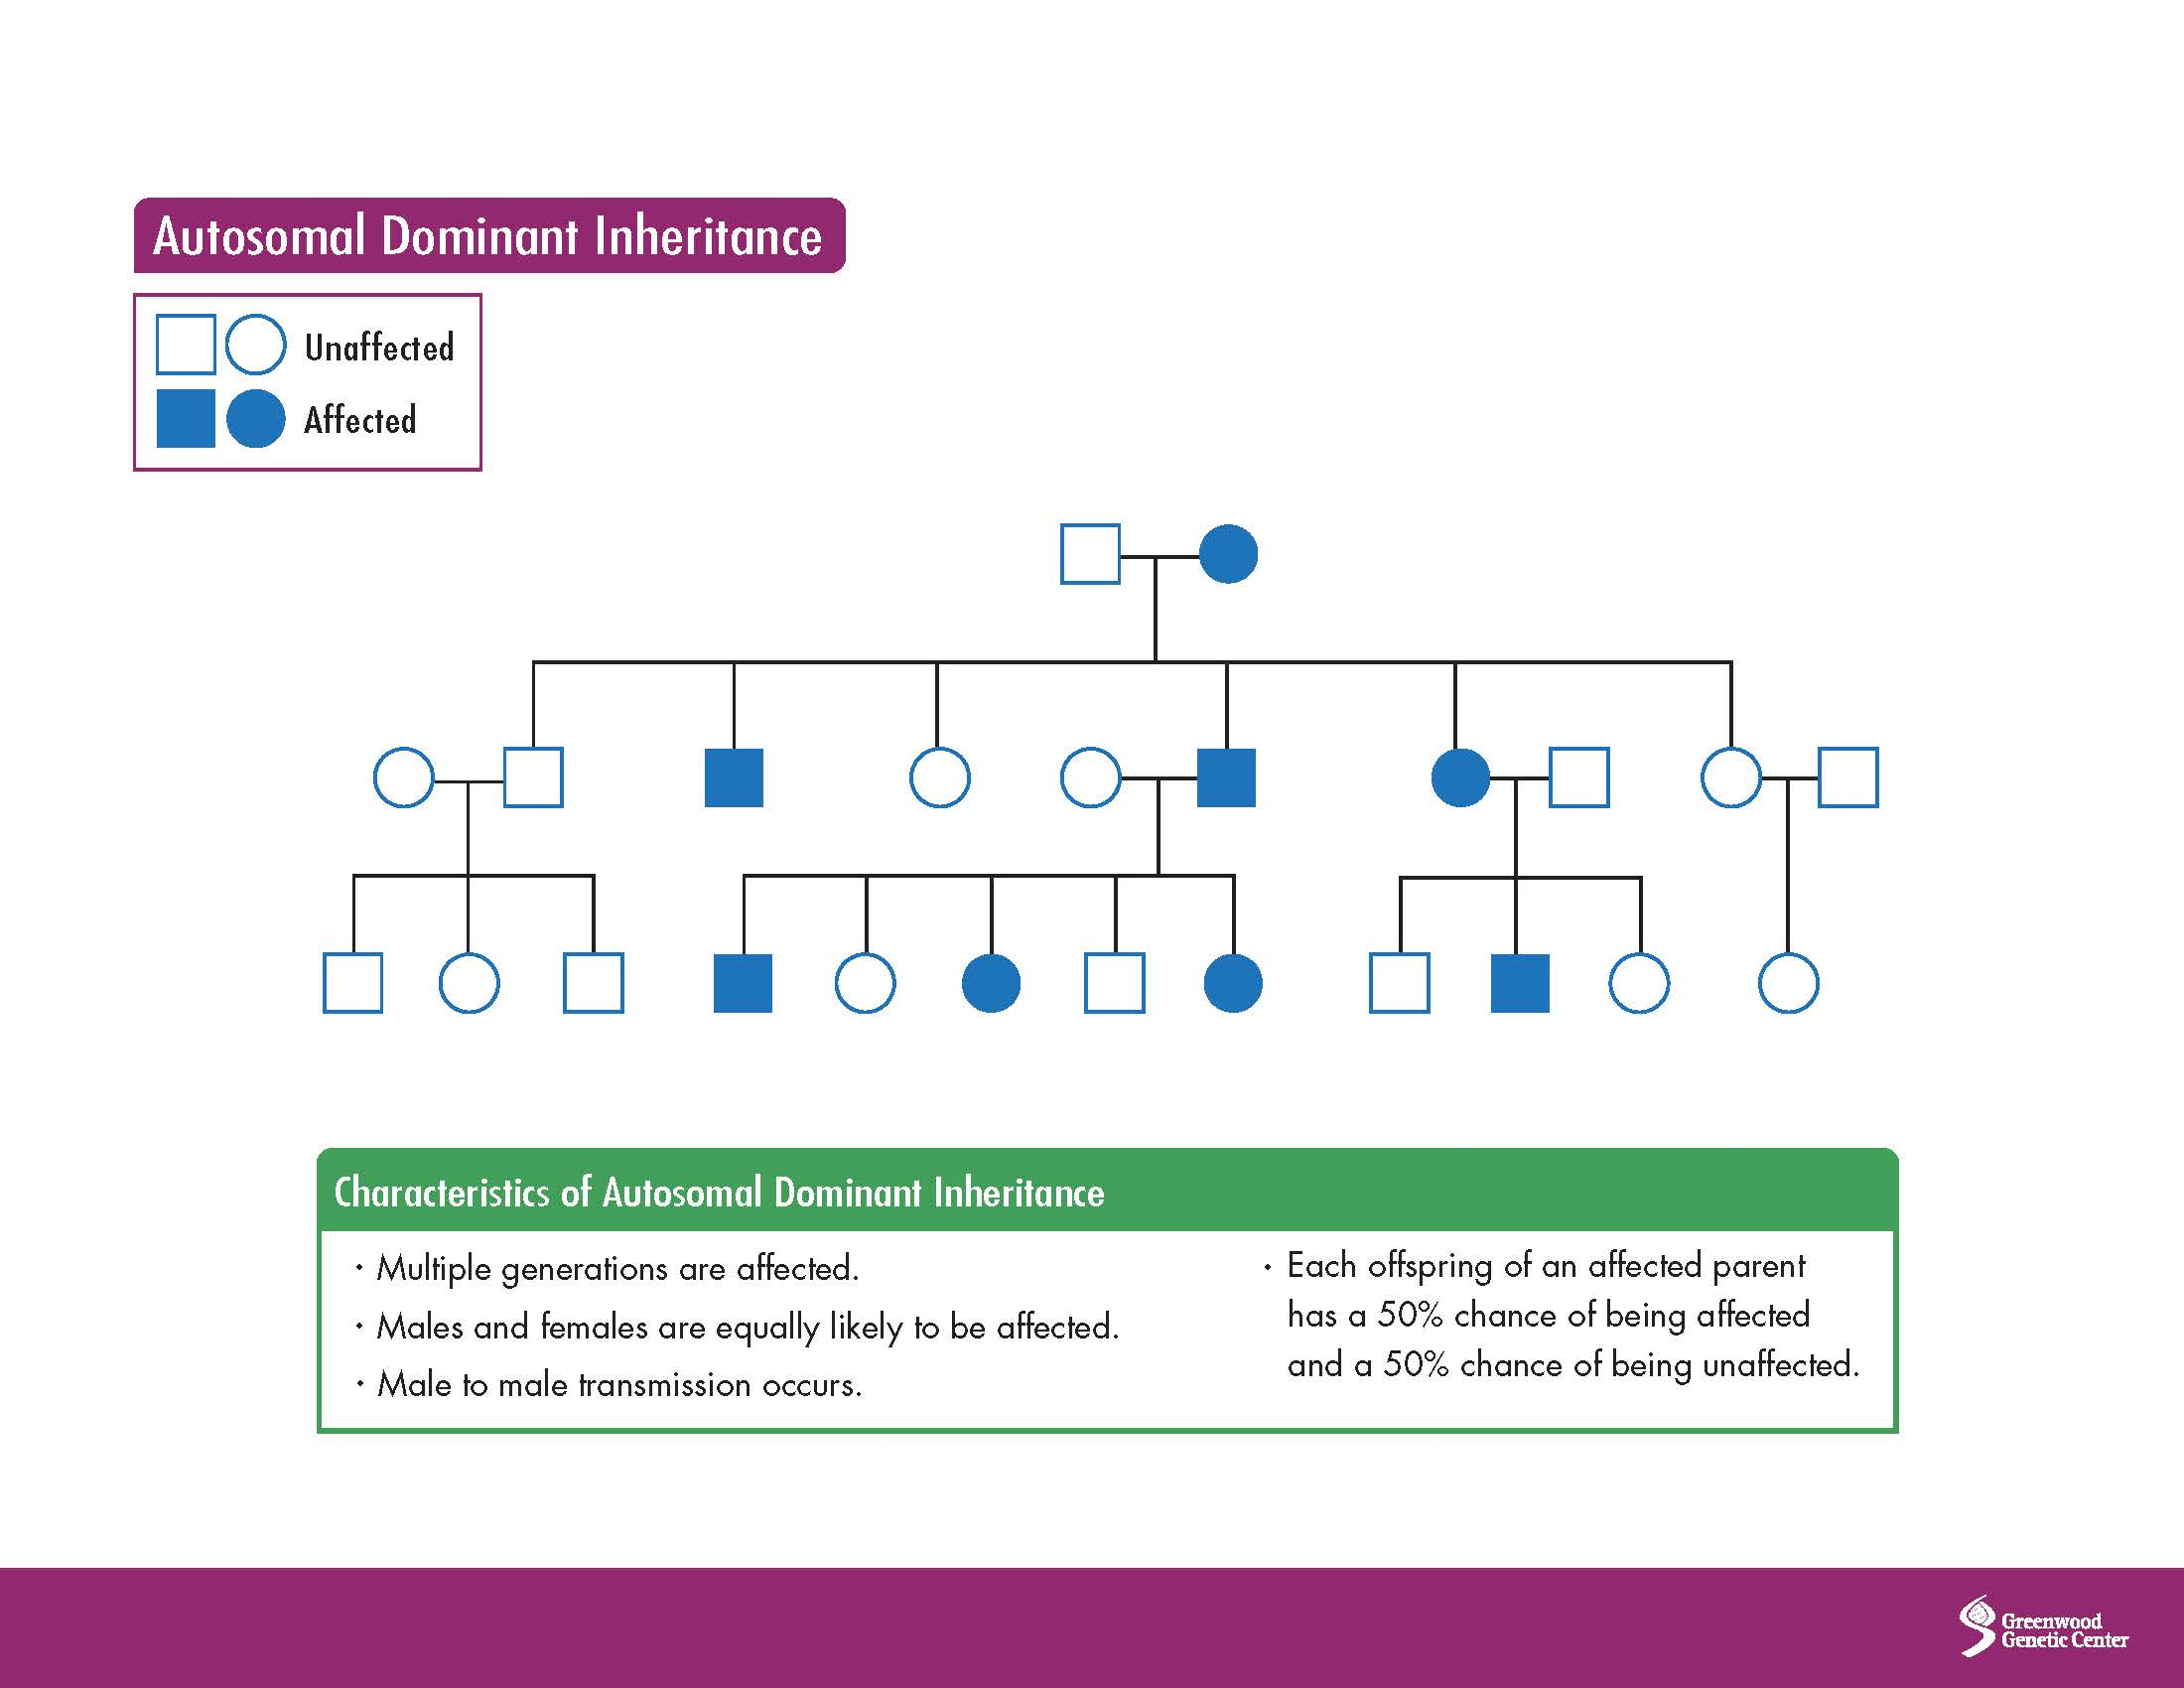 Autosomal Dominant Inheritance
Unaffected
Affected
Characteristics of Autosomal Dominant Inheritance
· Multiple generations are affected.
· Males and females are equally likely to be affected.
· Male to male transmission occurs.
· Each offspring of an affected parent
has a 50% chance of being affected
and a 50% chance of being unaffected.
Greenwood
Genetic Center